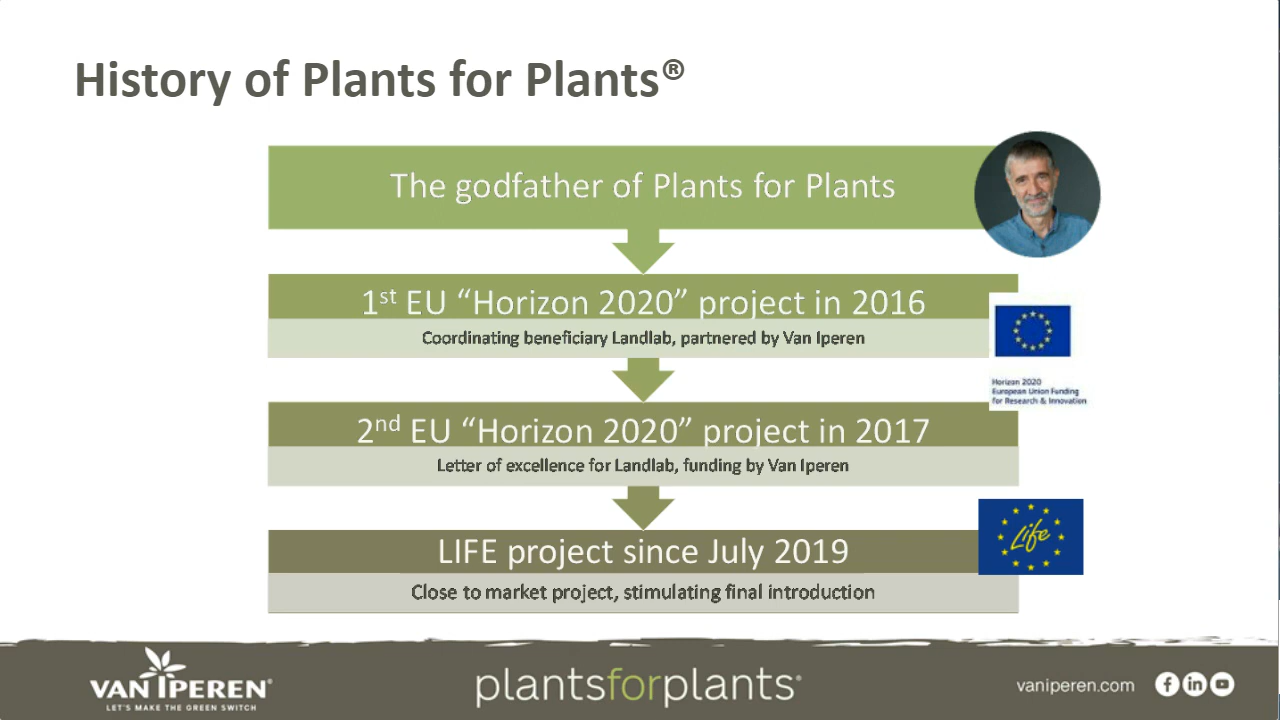 History of Plants for Plants®
The godfather of Plants for Plants
1st EU “Horizon 2020” project in 2016
Coordinating beneficiary Landlab, partnered by Van Iperen
Horizon 2020
European Union Funding
for Research & Innovation
2nd EU “Horizon 2020” project in 2017
Letter of excellence for Landlab, funding by Van Iperen
Life
LIFE project since July 2019
Close to market project, stimulating final introduction
VAN IPEREN®
LET'S MAKE THE GREEN SWITCH
plantsforplants®
vaniperen.com
f in